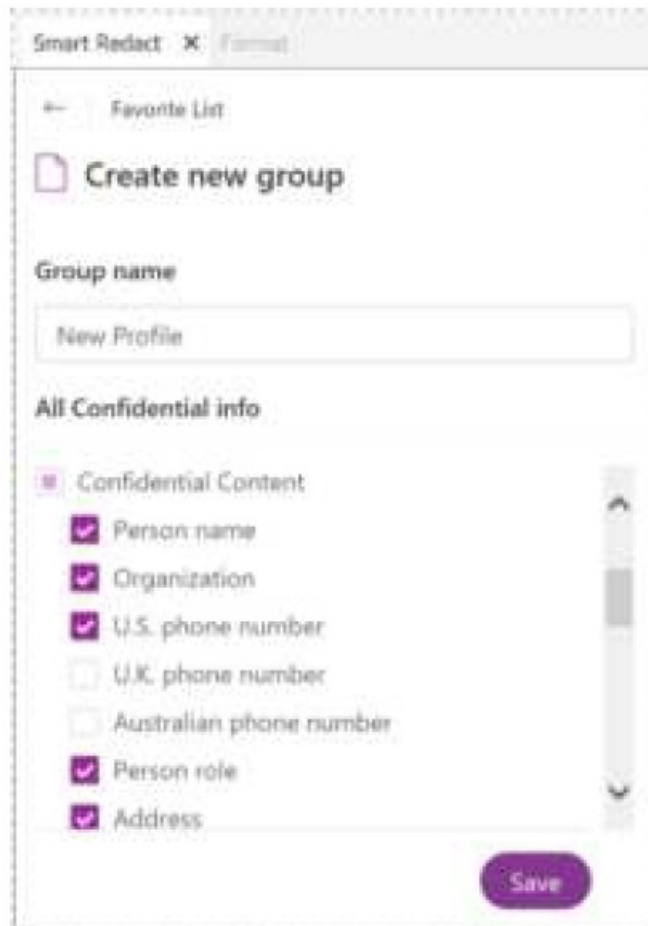 Smart Redact × Format
← Favorite List
Create new group
Group name
New Profile
All Confidential info
Confidential Content
Person name
Organization
U.S. phone number
U.K. phone number
Australian phone number
Person role
Address
Save